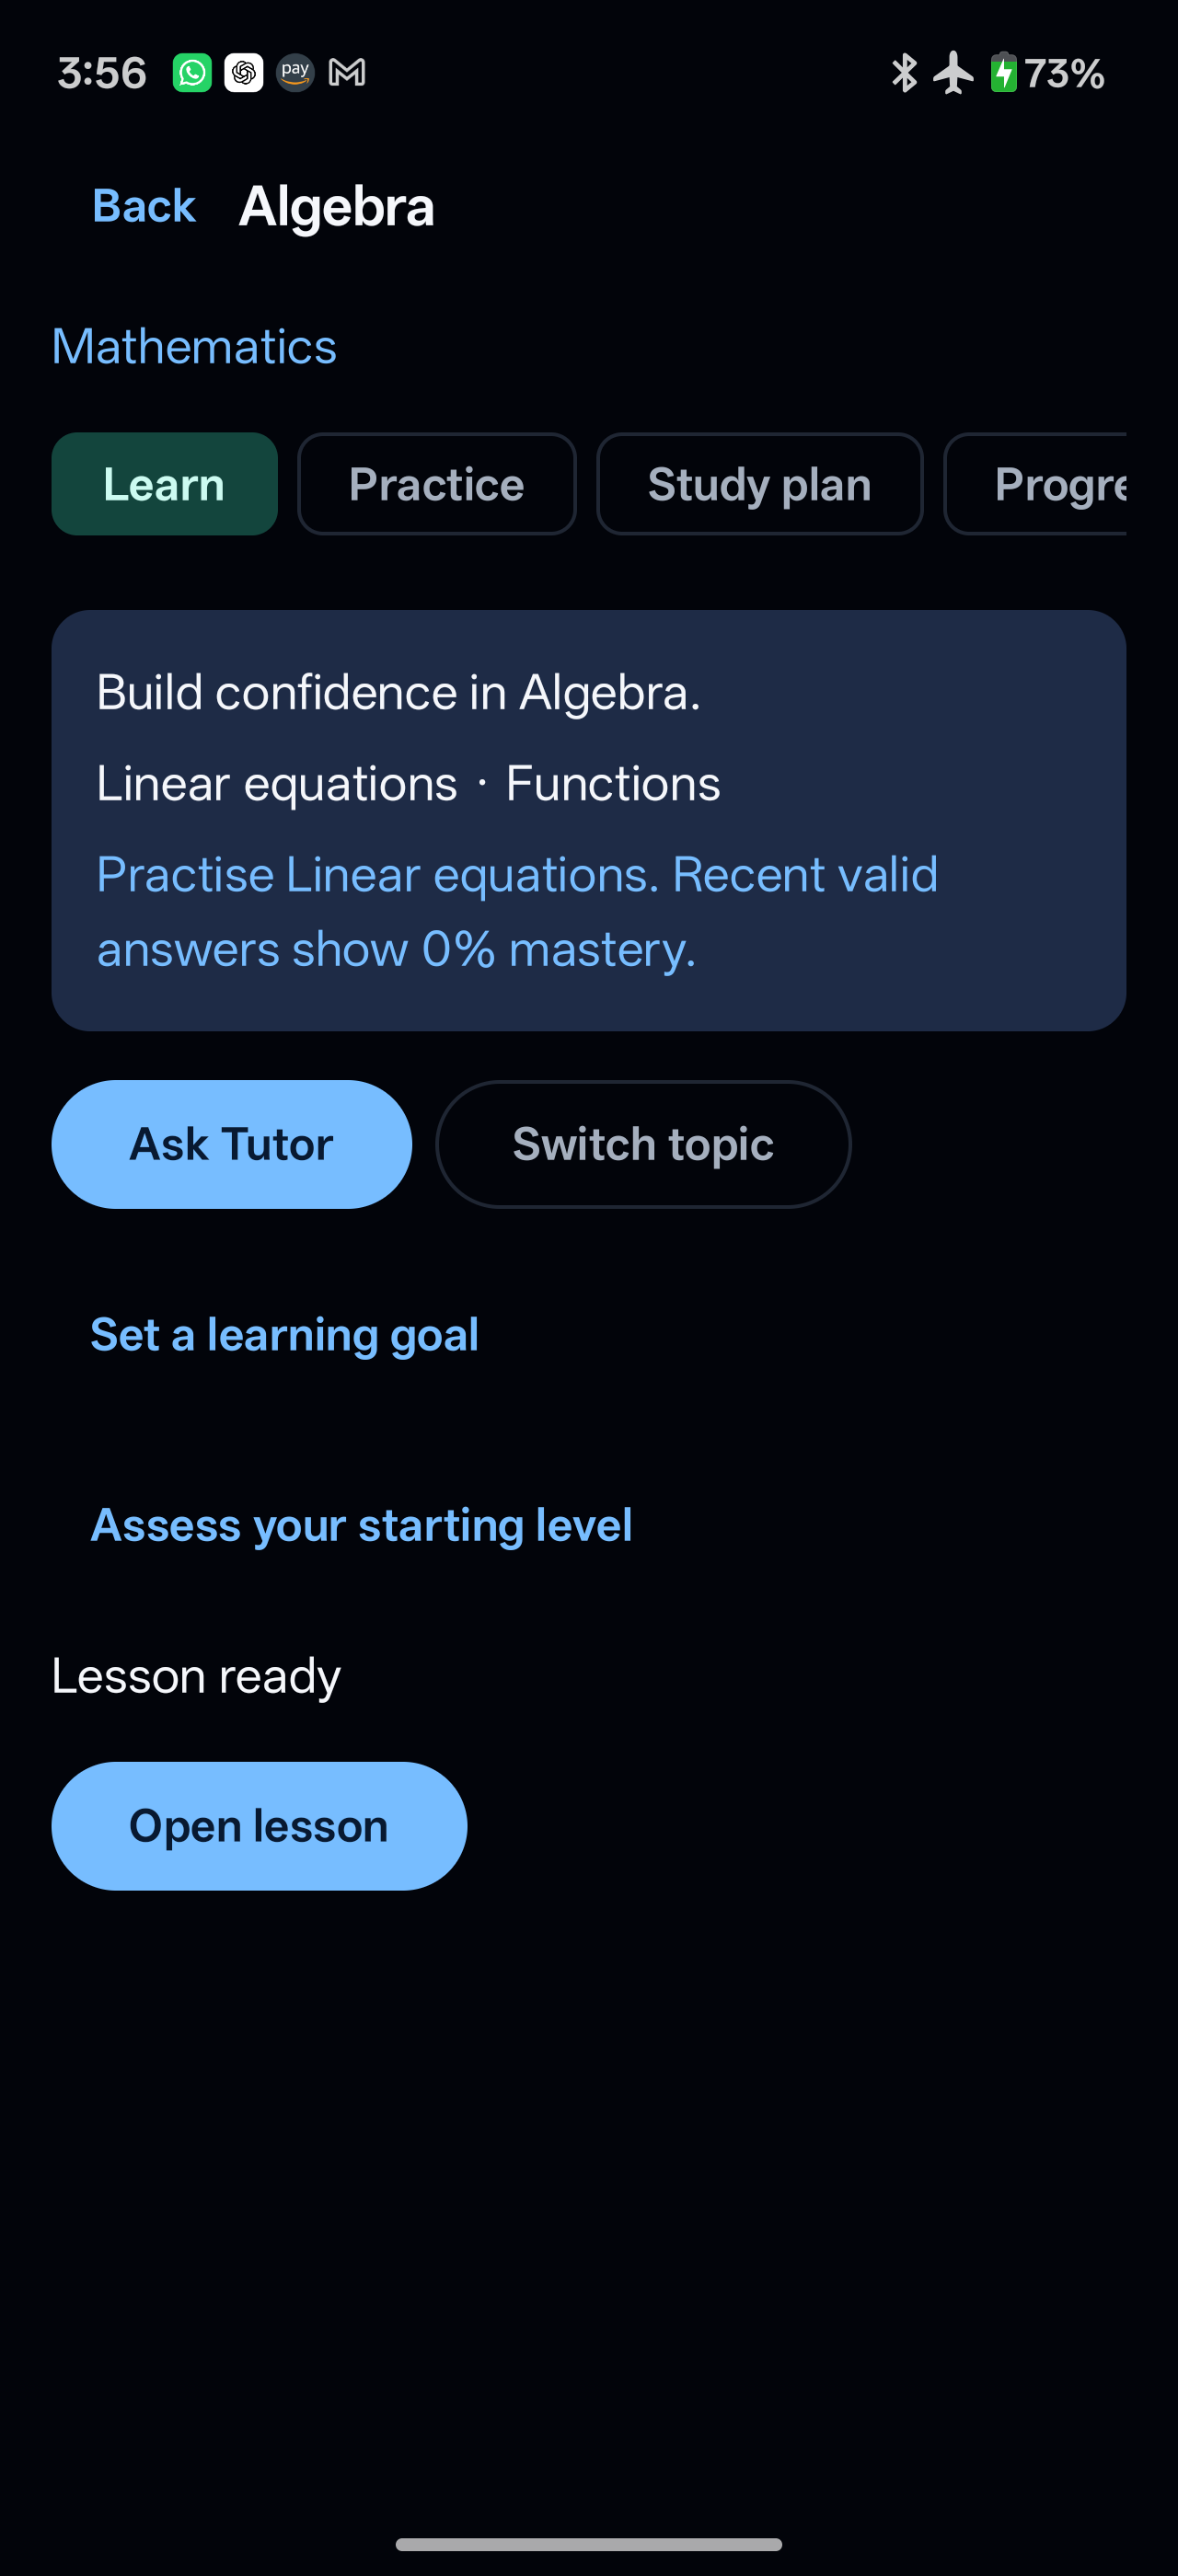 3:56 pay 73%
Back Algebra
Mathematics
Learn Practice Study plan Progre
Build confidence in Algebra.
Linear equations · Functions
Practise Linear equations. Recent valid
answers show 0% mastery.
Ask Tutor Switch topic
Set a learning goal
Assess your starting level
Lesson ready
Open lesson